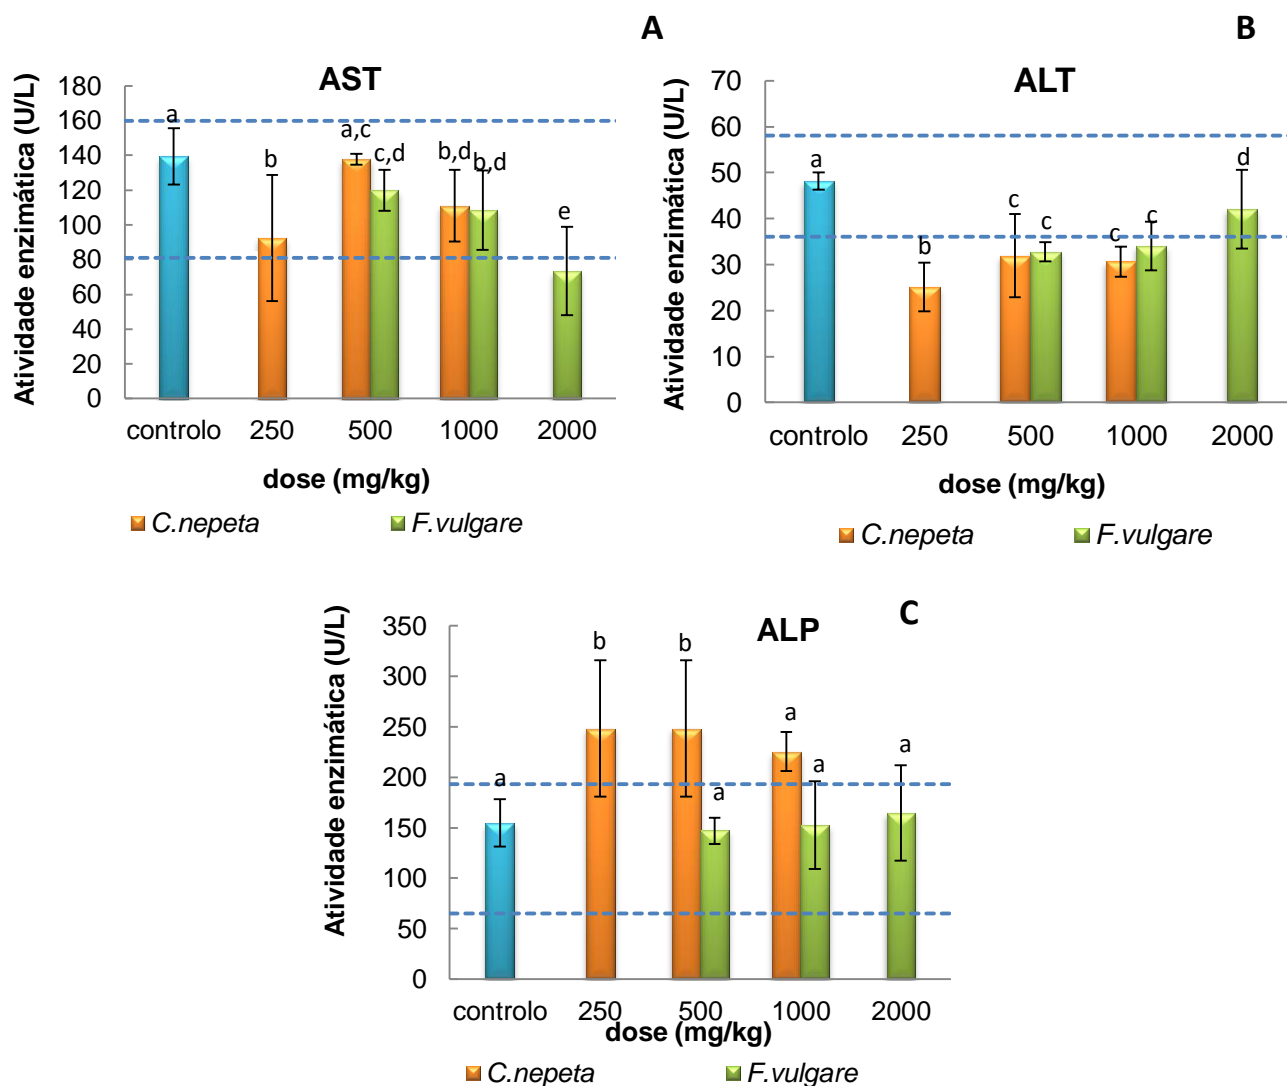 A
AST
Atividade enzimática (U/L)
180
160
140
120
100
80
60
40
20
0
a
b
a,c
c,d
b,d
b,d
e
controlo 250 500 1000 2000
dose (mg/kg)
C.nepeta F.vulgare
B
ALT
Atividade enzimática (U/L)
70
60
50
40
30
20
10
0
a
b
c
c
c
c
d
controlo 250 500 1000 2000
dose (mg/kg)
C.nepeta F.vulgare
C
ALP
Atividade enzimática (U/L)
350
300
250
200
150
100
50
0
a
b
b
a
a
a
a
controlo 250 500 1000 2000
dose (mg/kg)
C.nepeta F.vulgare